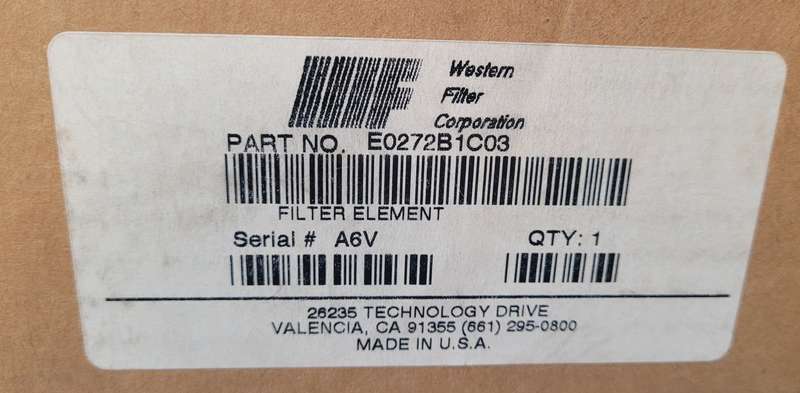 Western
Filter
Corporation
PART NO. E0272B1C03
FILTER ELEMENT
Serial # A6V QTY: 1
26235 TECHNOLOGY DRIVE
VALENCIA, CA 91355 (661) 295-0800
MADE IN U.S.A.